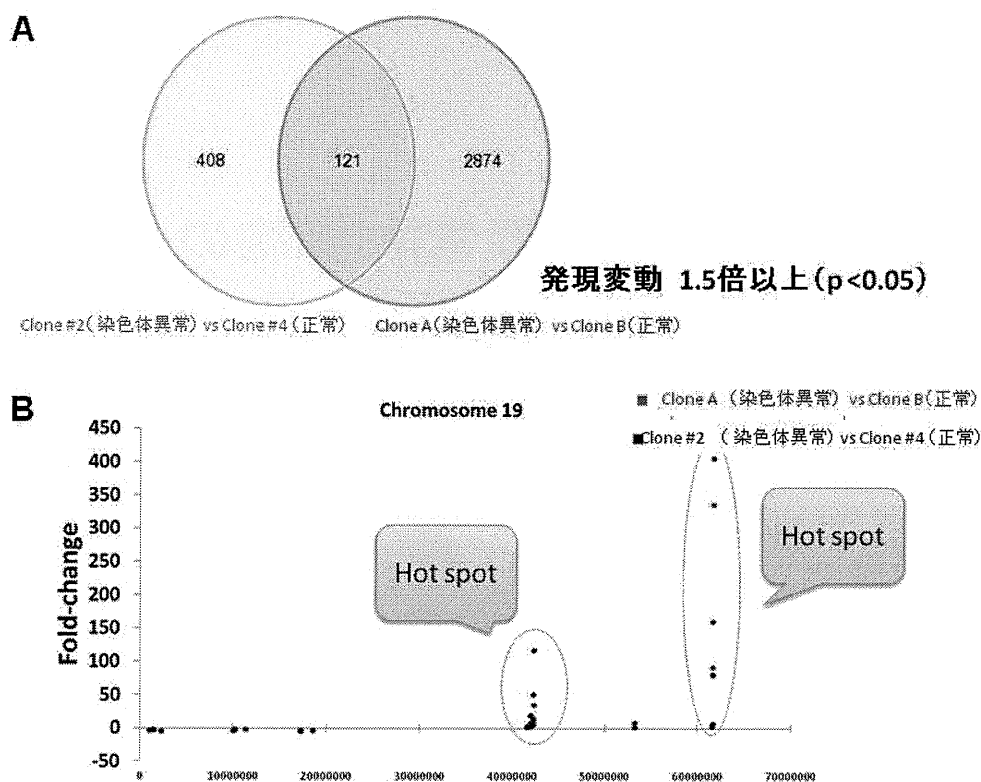 A
408
121
2874
発現変動 1.5倍以上(p<0.05)
Clone #2(染色体異常) vs Clone #4(正常)
Clone A(染色体異常) vs Clone B(正常)
B
Chromosome 19
Clone A (染色体異常) vs Clone B(正常)
Clone #2 (染色体異常) vs Clone #4(正常)
Fold-change
450
400
350
300
250
200
150
100
50
0
-50
Hot spot
Hot spot
0
10000000
20000000
30000000
40000000
50000000
60000000
70000000